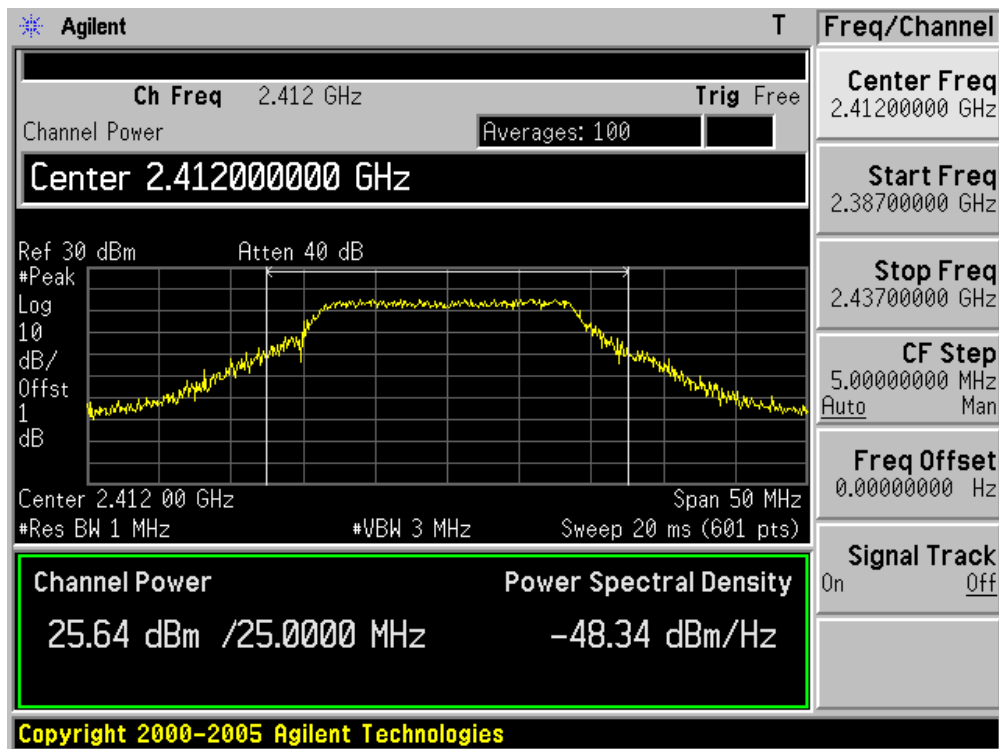 Agilent T Freq/Channel
Ch Freq 2.412 GHz Trig Free
Channel Power Averages: 100
Center 2.412000000 GHz
Ref 30 dBm Atten 40 dB
#Peak
Log
10
dB/
Offst
1
dB
Center 2.412 00 GHz Span 50 MHz
#Res BW 1 MHz #VBW 3 MHz Sweep 20 ms (601 pts)
Channel Power Power Spectral Density
25.64 dBm /25.0000 MHz -48.34 dBm/Hz
Center Freq
2.41200000 GHz
Start Freq
2.38700000 GHz
Stop Freq
2.43700000 GHz
CF Step
5.00000000 MHz
Auto Man
Freq Offset
0.00000000 Hz
Signal Track
On Off
Copyright 2000-2005 Agilent Technologies